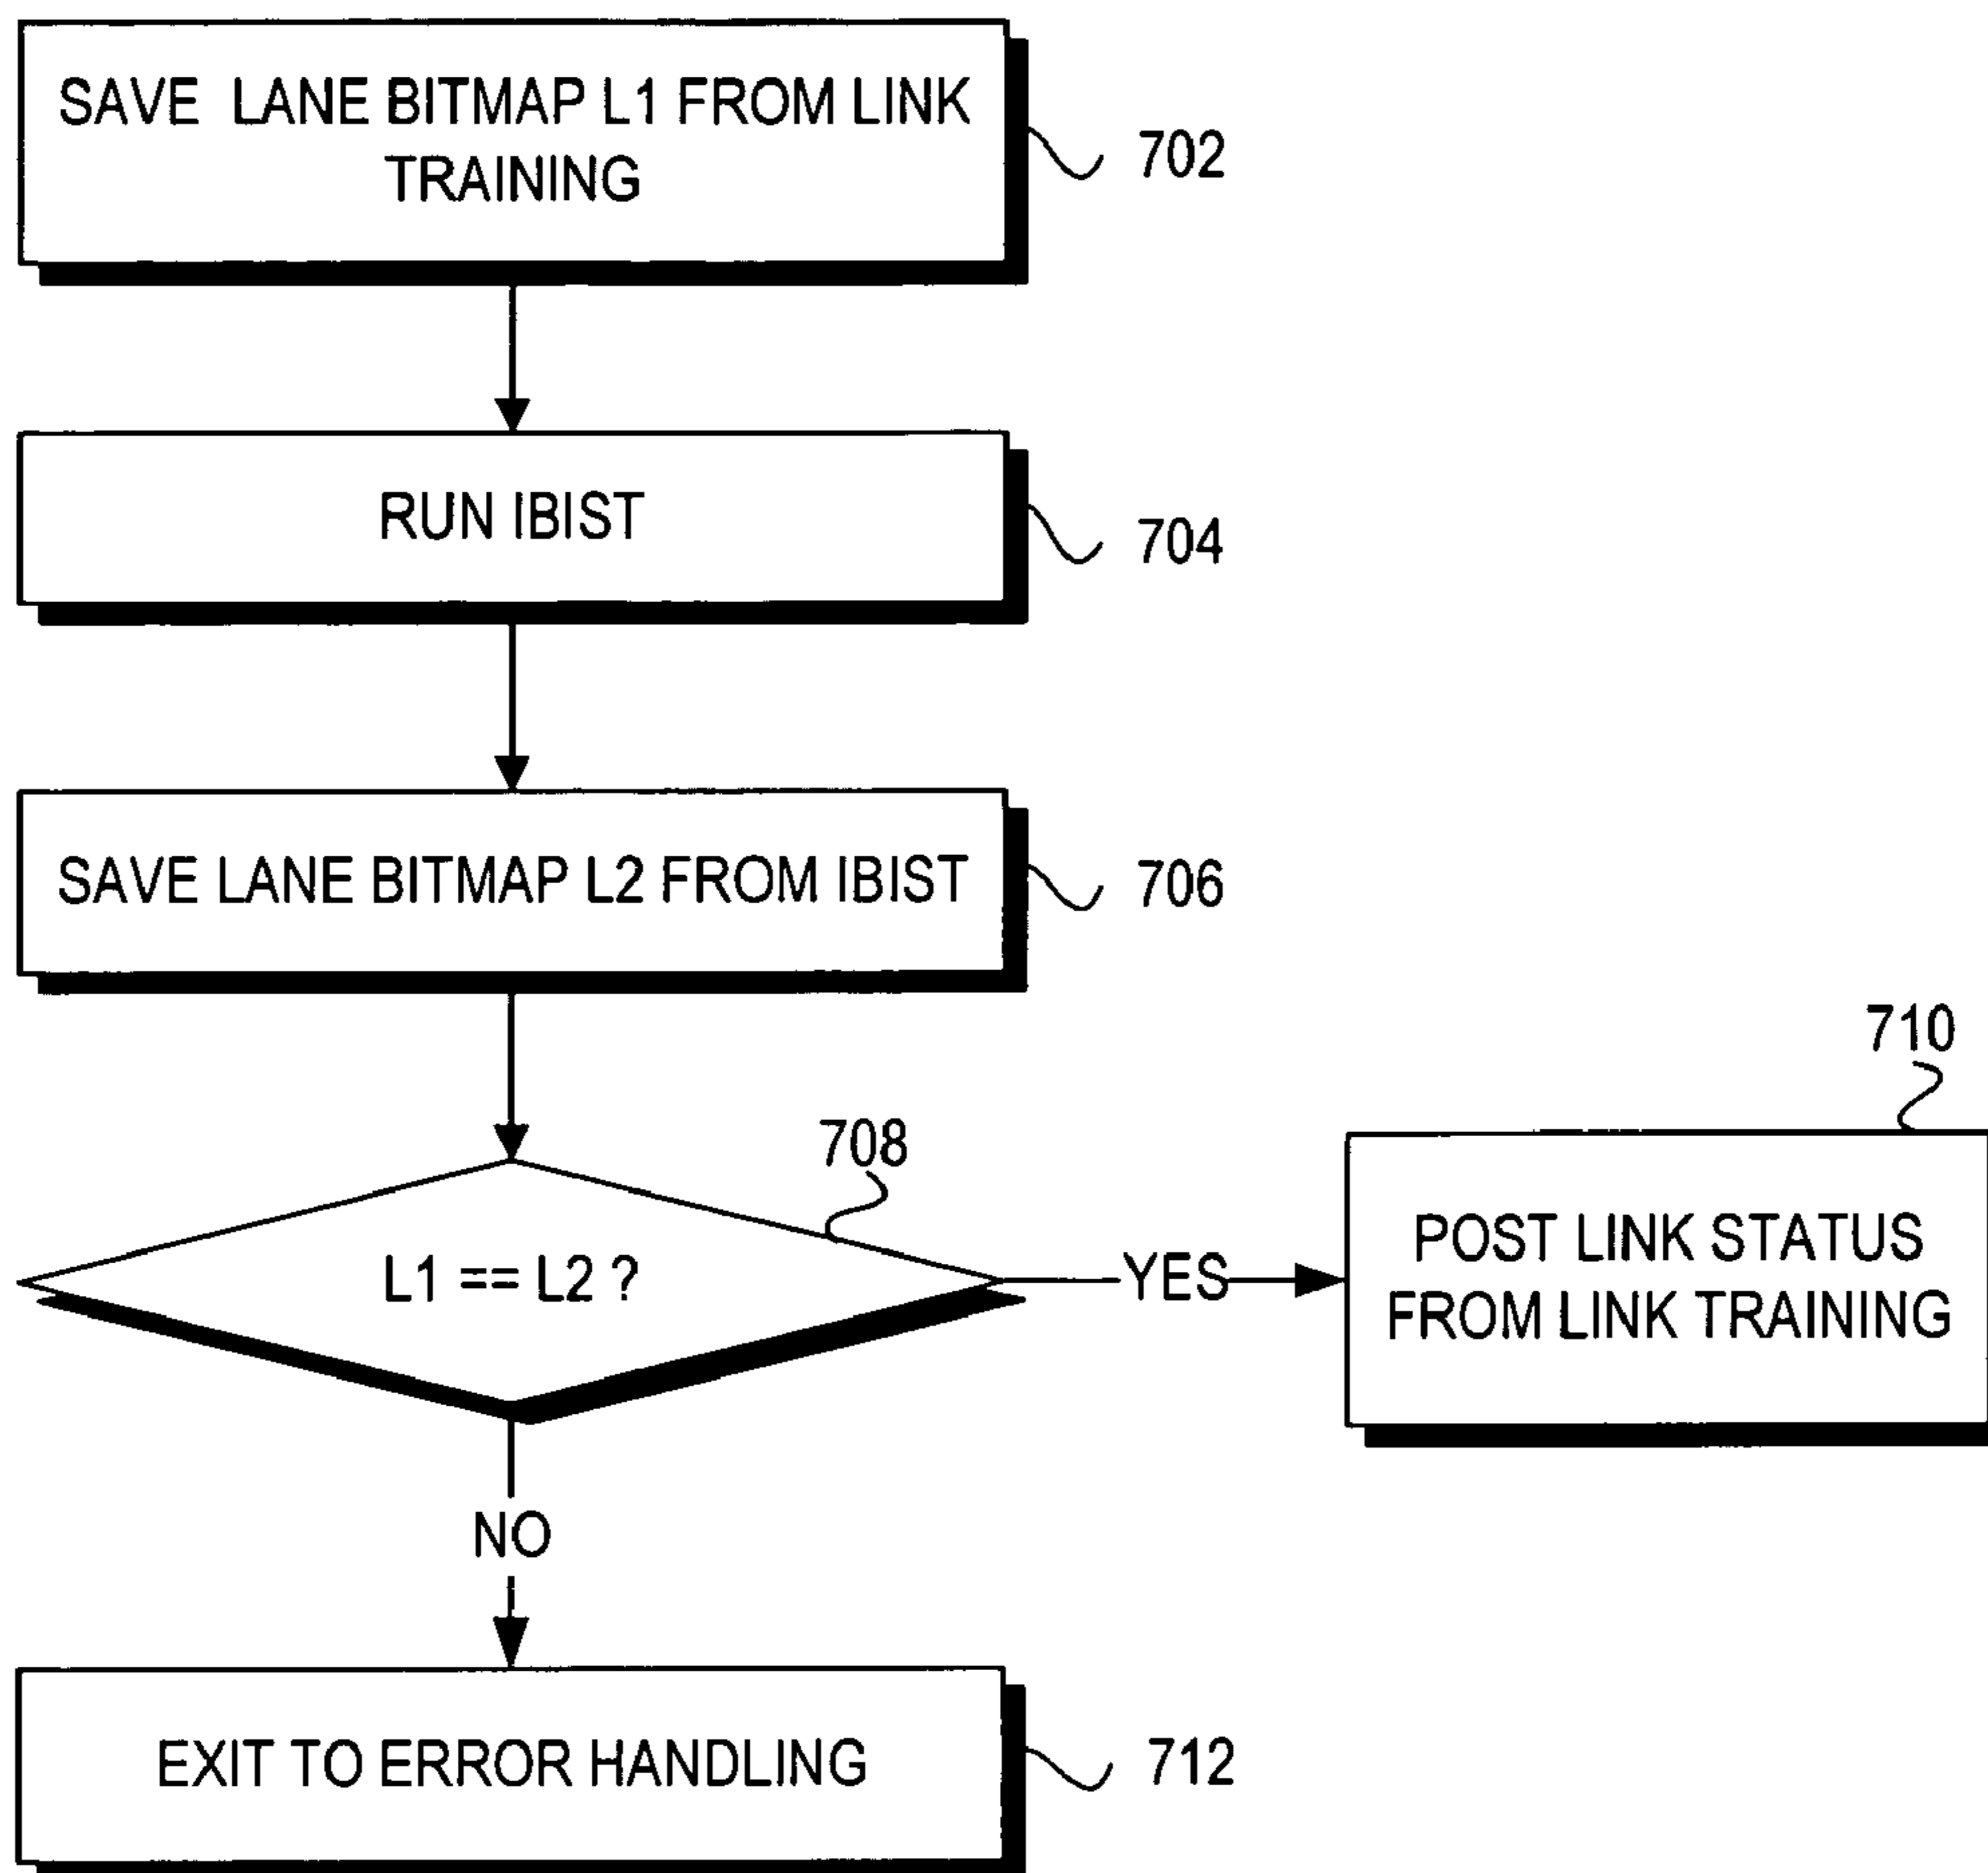 SAVE LANE BITMAP L1 FROM LINK
TRAINING
702
RUN IBIST
704
SAVE LANE BITMAP L2 FROM IBIST
706
708
L1 == L2 ?
YES
710
POST LINK STATUS
FROM LINK TRAINING
NO
EXIT TO ERROR HANDLING
712